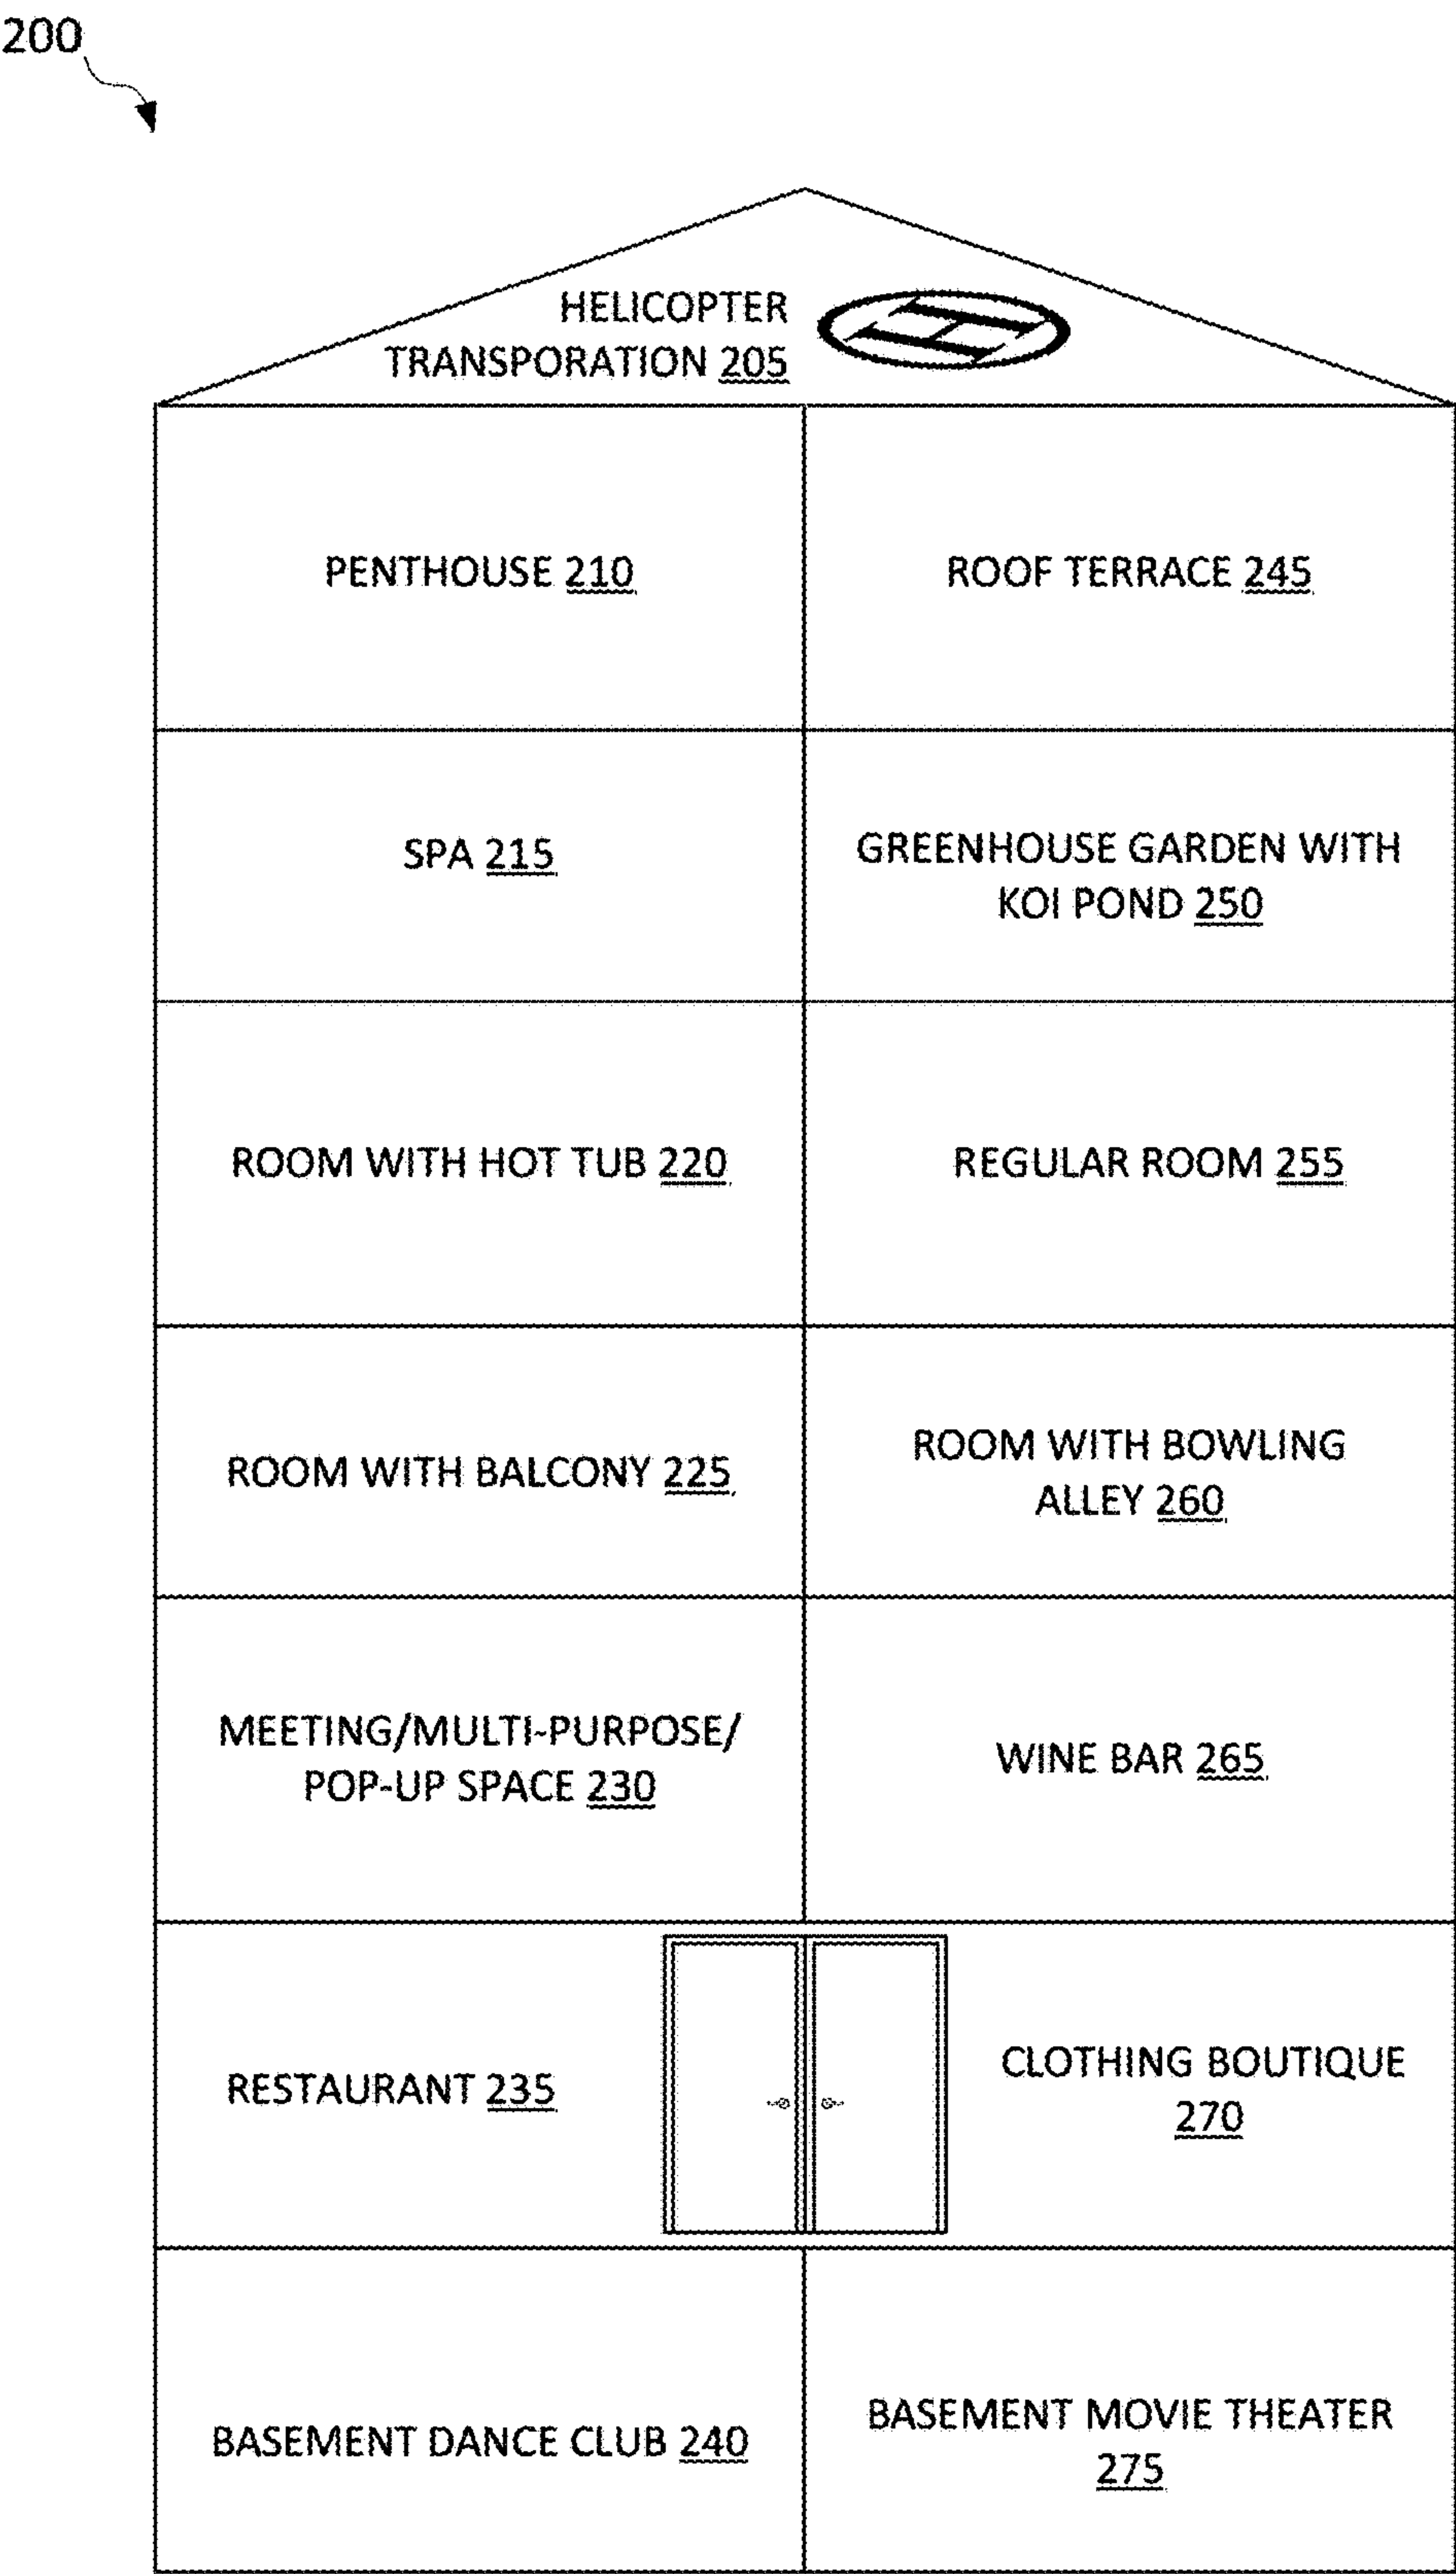 200
HELICOPTER
TRANSPORATION 205
H
PENTHOUSE 210
ROOF TERRACE 245
SPA 215
GREENHOUSE GARDEN WITH
KOI POND 250
ROOM WITH HOT TUB 220
REGULAR ROOM 255
ROOM WITH BALCONY 225
ROOM WITH BOWLING
ALLEY 260
MEETING/MULTI-PURPOSE/
POP-UP SPACE 230
WINE BAR 265
RESTAURANT 235
CLOTHING BOUTIQUE
270
BASEMENT DANCE CLUB 240
BASEMENT MOVIE THEATER
275